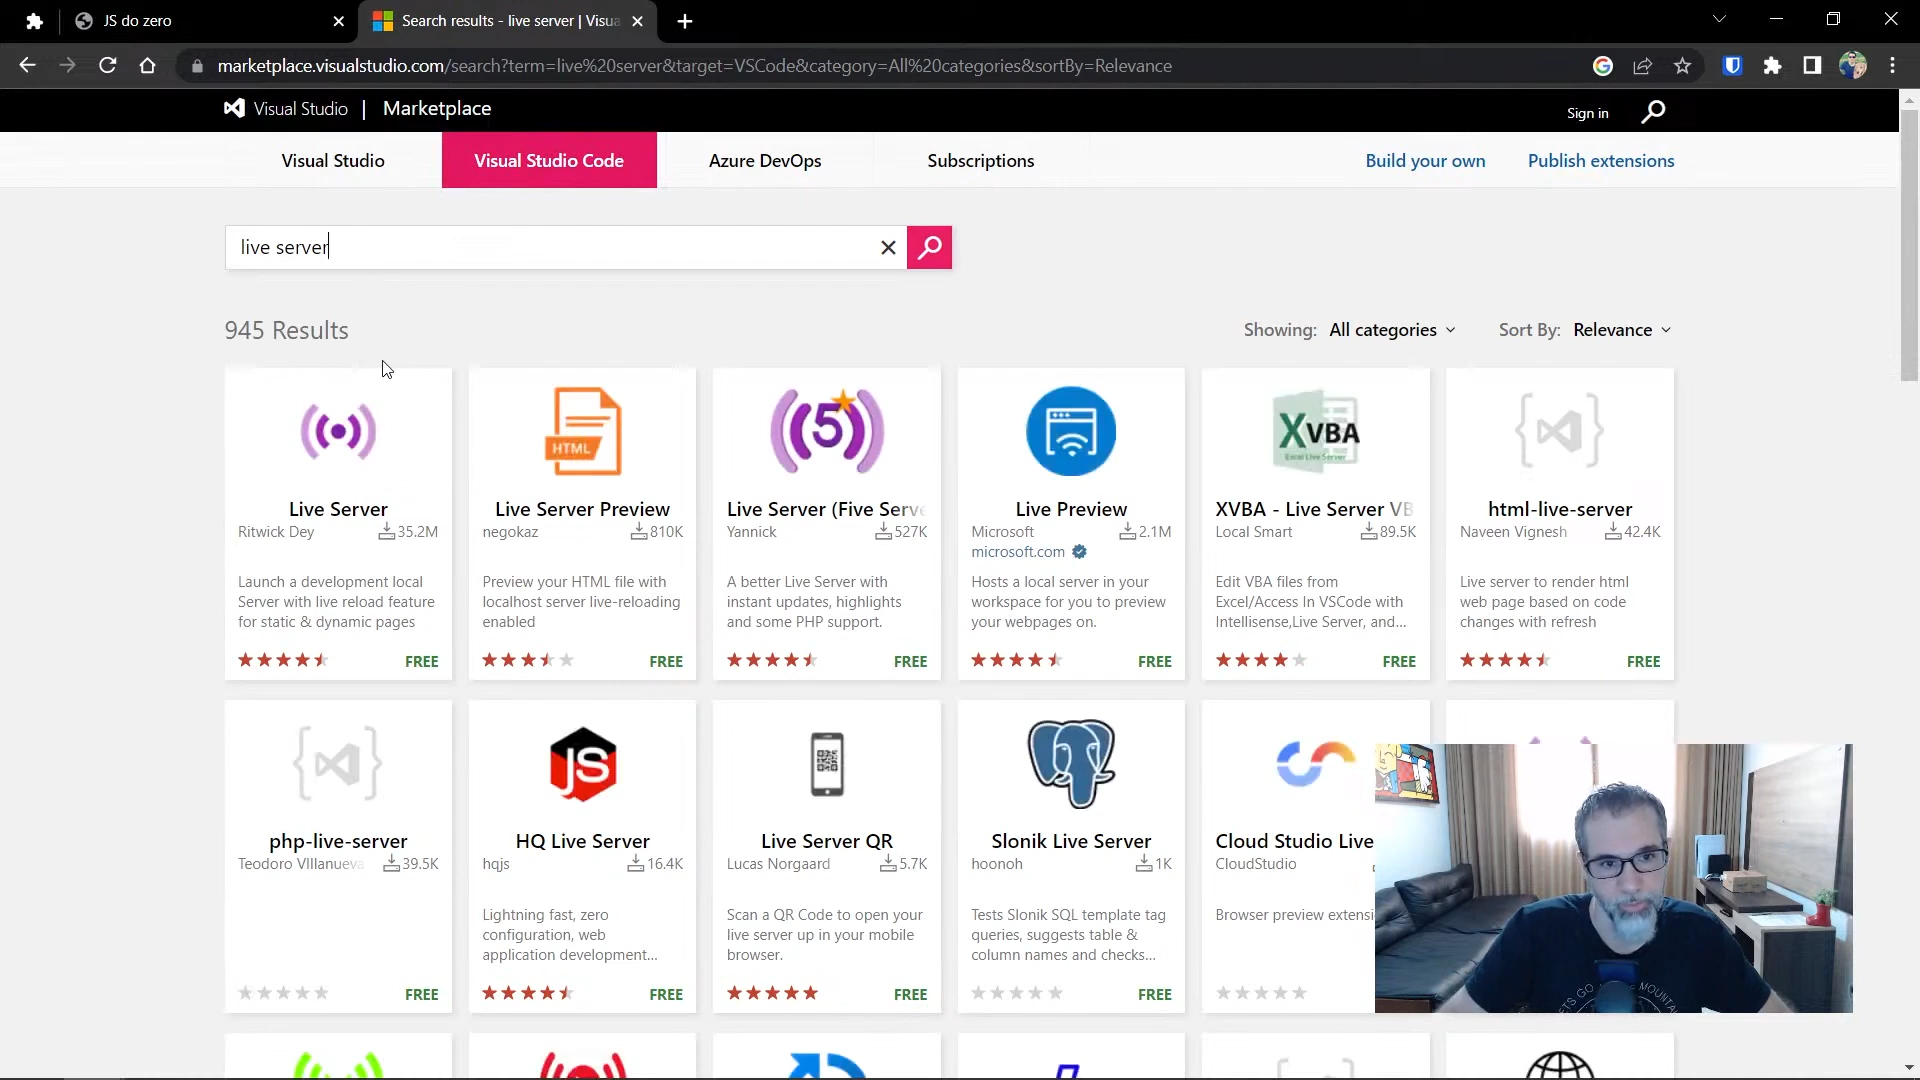 JS do zero
Search results - live server | Visua
marketplace.visualstudio.com/search?term=live%20server&target=VSCode&category=All%20categories&sortBy=Relevance
Visual Studio | Marketplace
Sign in
Visual Studio
Visual Studio Code
Azure DevOps
Subscriptions
Build your own
Publish extensions
live server
945 Results
Showing: All categories
Sort By: Relevance
Live Server
Ritwick Dey 35.2M
Launch a development local
Server with live reload feature
for static & dynamic pages
FREE
HTML
Live Server Preview
negokaz 810K
Preview your HTML file with
localhost server live-reloading
enabled
FREE
5
Live Server (Five Serve
Yannick 527K
A better Live Server with
instant updates, highlights
and some PHP support.
FREE
Live Preview
Microsoft 2.1M
microsoft.com
Hosts a local server in your
workspace for you to preview
your webpages on.
FREE
XVBA
Excel Live Server
XVBA - Live Server VB
Local Smart 89.5K
Edit VBA files from
Excel/Access In VSCode with
Intellisense,Live Server, and...
FREE
html-live-server
Naveen Vignesh 42.4K
Live server to render html
web page based on code
changes with refresh
FREE
php-live-server
Teodoro VIllanueva 39.5K
FREE
JS
HQ Live Server
hqjs 16.4K
Lightning fast, zero
configuration, web
application development...
FREE
Live Server QR
Lucas Norgaard 5.7K
Scan a QR Code to open your
live server up in your mobile
browser.
FREE
Slonik Live Server
hoonoh 1K
Tests Slonik SQL template tag
queries, suggests table &
column names and checks...
FREE
Cloud Studio Live
CloudStudio
Browser preview extensi